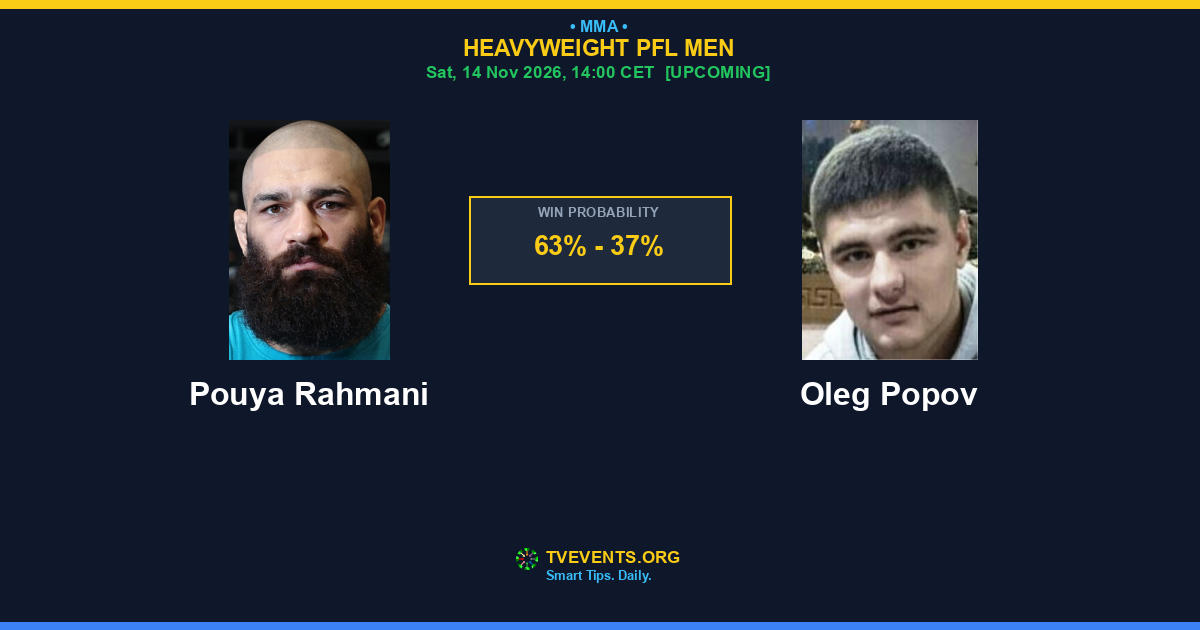 • MMA •
HEAVYWEIGHT PFL MEN
Sat, 14 Nov 2026, 14:00 CET [UPCOMING]
WIN PROBABILITY
63% - 37%
Pouya Rahmani
Oleg Popov
TVEVENTS.ORG
Smart Tips. Daily.